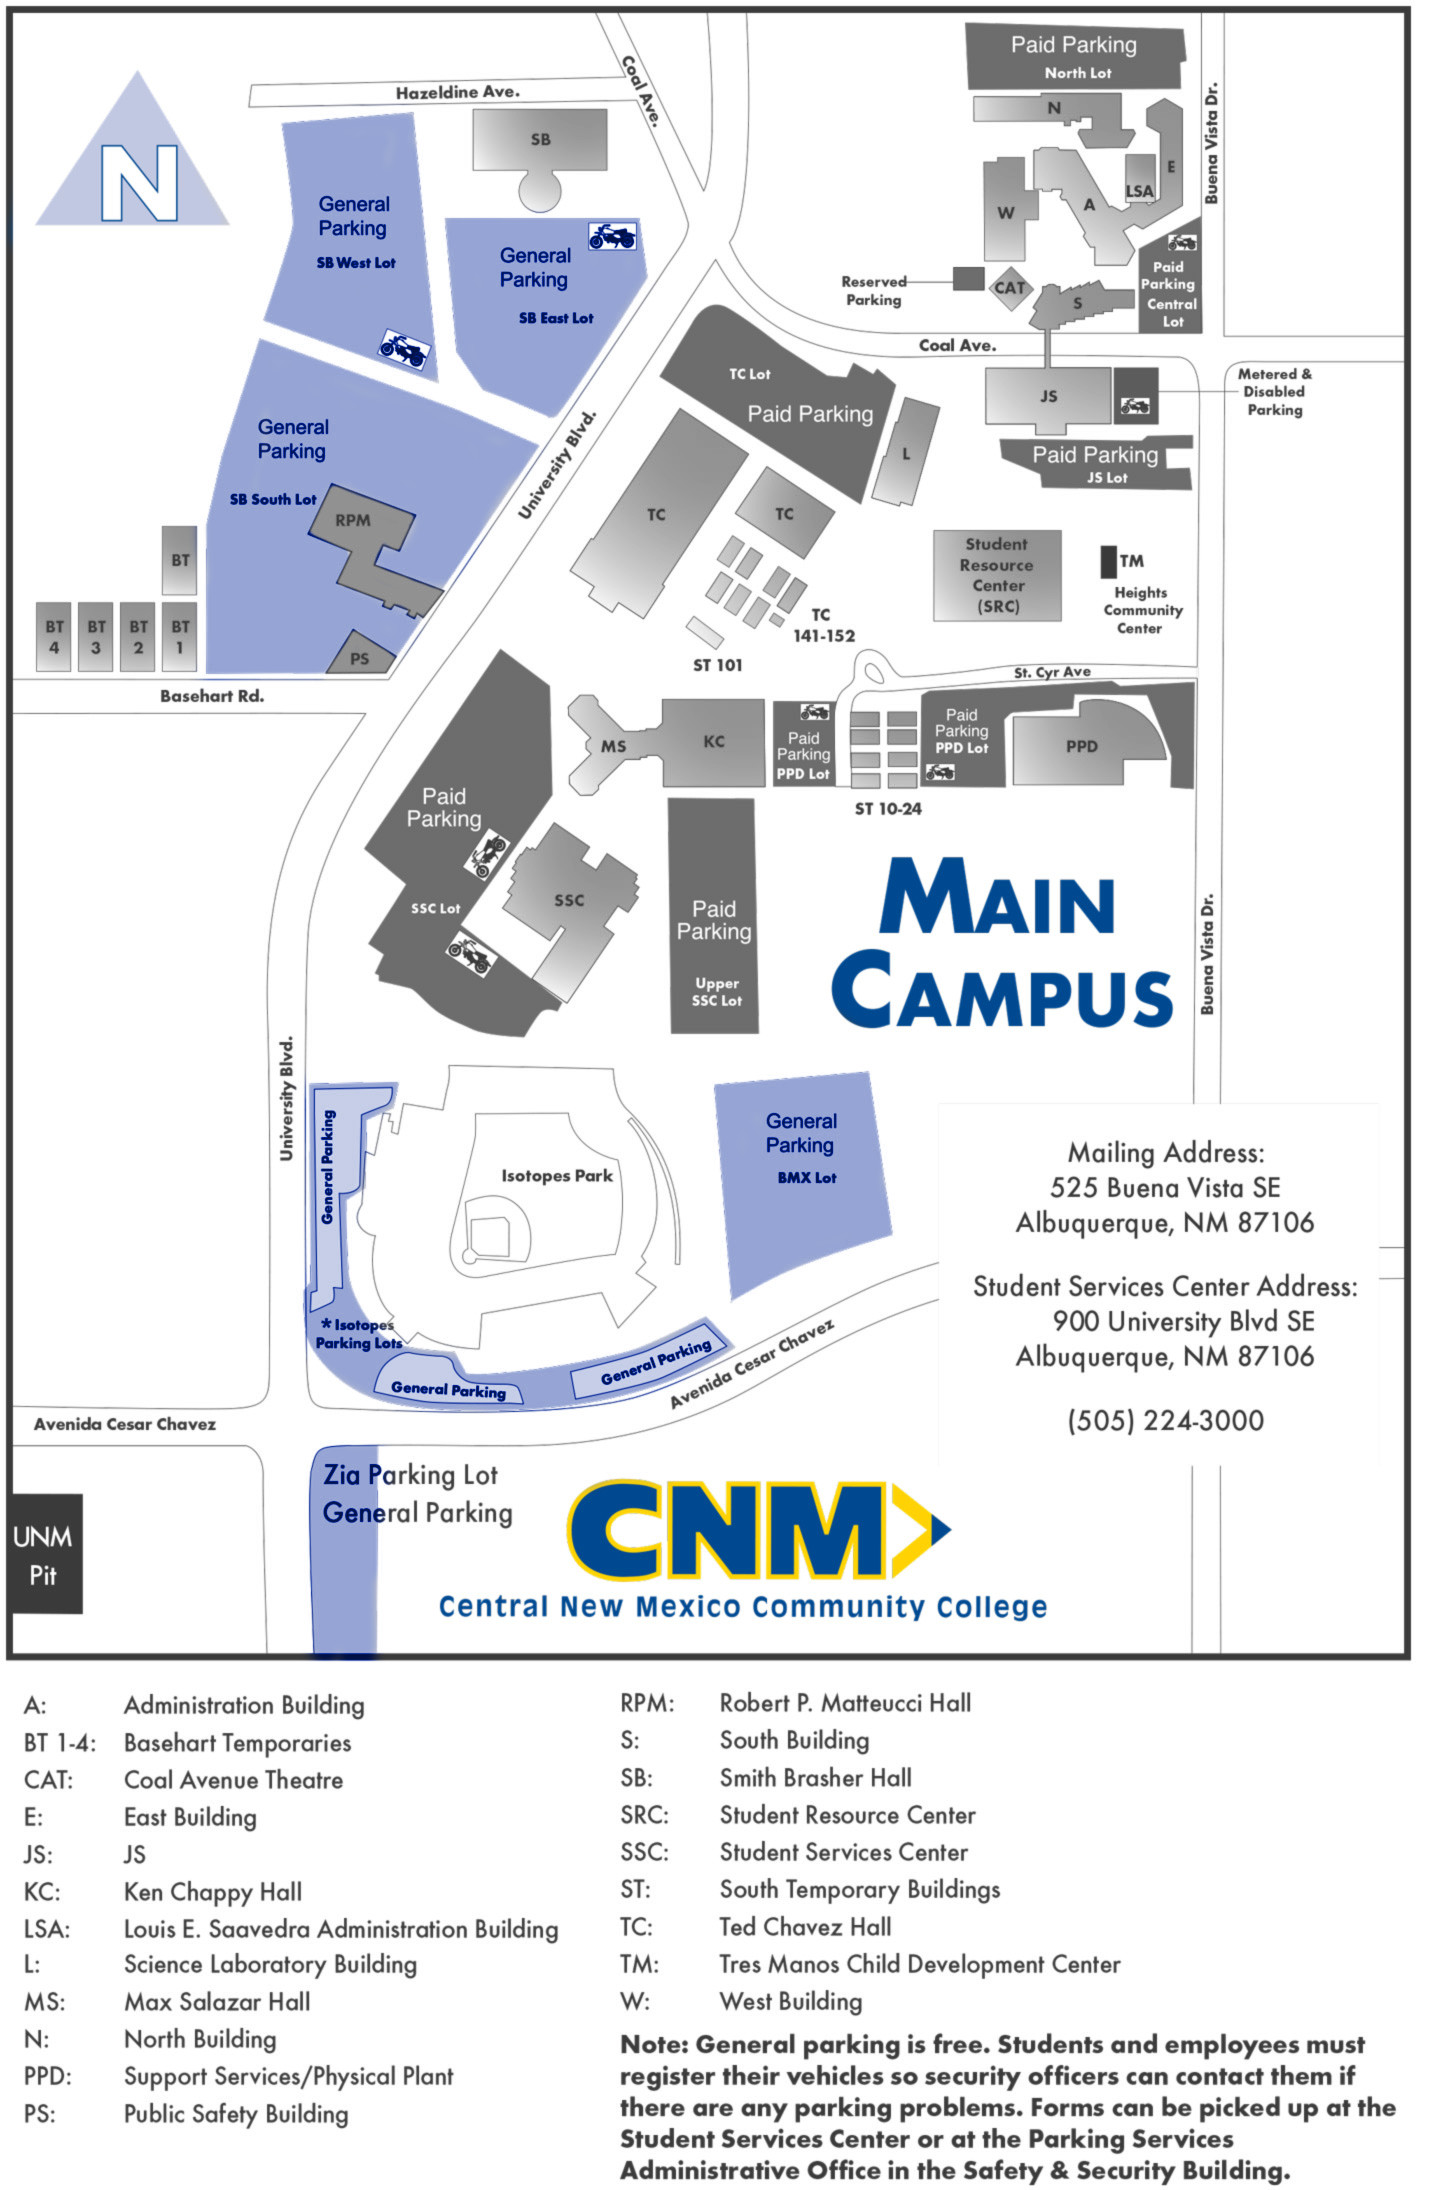 N
Hazeldine Ave.
Coal Ave.
SB
General
Parking
SB West Lot
General
Parking
SB East Lot
General
Parking
SB South Lot
RPM
PS
BT
BT
4
BT
3
BT
2
BT
1
Basehart Rd.
University Blvd.
Paid Parking
North Lot
N
E
LSA
A
W
Buena Vista Dr.
Reserved
Parking
CAT
S
Paid
Parking
Central
Lot
Coal Ave.
TC Lot
Paid Parking
L
JS
Metered &
Disabled
Parking
Paid Parking
JS Lot
TC
TC
TC
141-152
ST 101
Student
Resource
Center
(SRC)
TM
Heights
Community
Center
St. Cyr Ave
MS
KC
Paid
Parking
PPD Lot
Paid
Parking
PPD Lot
PPD
ST 10-24
Paid
Parking
SSC Lot
SSC
Paid
Parking
Upper
SSC Lot
MAIN
CAMPUS
Buena Vista Dr.
University Blvd.
General Parking
Isotopes Park
General
Parking
BMX Lot
* Isotopes
Parking Lots
General Parking
General Parking
Avenida Cesar Chavez
Avenida Cesar Chavez
Mailing Address:
525 Buena Vista SE
Albuquerque, NM 87106
Student Services Center Address:
900 University Blvd SE
Albuquerque, NM 87106
(505) 224-3000
Zia Parking Lot
General Parking
UNM
Pit
CNM
Central New Mexico Community College
A: Administration Building
BT 1-4: Basehart Temporaries
CAT: Coal Avenue Theatre
E: East Building
JS: JS
KC: Ken Chappy Hall
LSA: Louis E. Saavedra Administration Building
L: Science Laboratory Building
MS: Max Salazar Hall
N: North Building
PPD: Support Services/Physical Plant
PS: Public Safety Building
RPM: Robert P. Matteucci Hall
S: South Building
SB: Smith Brasher Hall
SRC: Student Resource Center
SSC: Student Services Center
ST: South Temporary Buildings
TC: Ted Chavez Hall
TM: Tres Manos Child Development Center
W: West Building
Note: General parking is free. Students and employees must
register their vehicles so security officers can contact them if
there are any parking problems. Forms can be picked up at the
Student Services Center or at the Parking Services
Administrative Office in the Safety & Security Building.